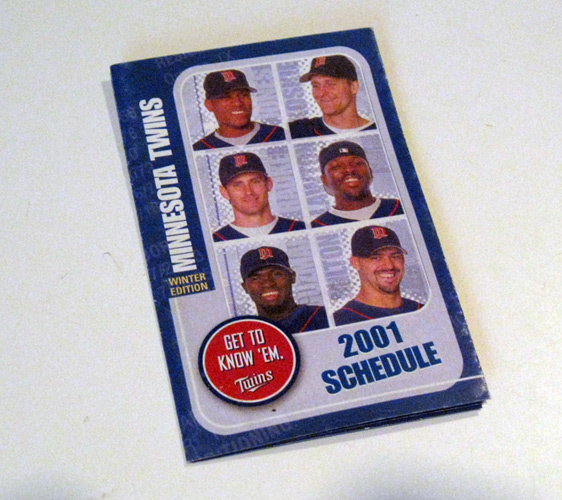 MINNESOTA TWINS
WINTER
EDITION
GET TO
KNOW 'EM.
Twins
2001
SCHEDULE